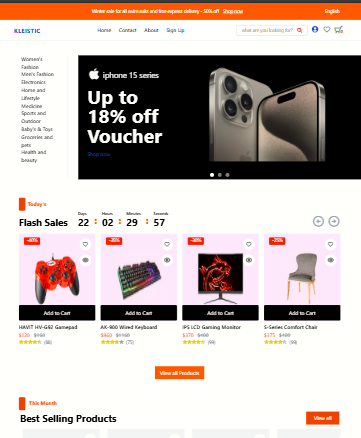 Winter sale for all swim suits and free express delivery - 50% off! Shop now
English
KLEISTIC
Home Contact About Sign Up
what are you looking for?
Women's
Fashion
Men's Fashion
Electronics
Home and
Lifestyle
Medicine
Sports and
Outdoor
Baby's & Toys
Groceries and
pets
Health and
beauty
iphone 15 series
Up to
18% off
Voucher
Shop now
Today's
Flash Sales
Days Hours Minutes Seconds
22 : 02 : 29 : 57
Add to Cart Add to Cart Add to Cart Add to Cart
HAVIT HV-G92 Gamepad AK-900 Wired Keyboard IPS LCD Gaming Monitor S-Series Comfort Chair
$120 $160 $960 $1160 $370 $400 $375 $400
(88) (75) (99) (99)
View all Products
This Month
Best Selling Products
View all